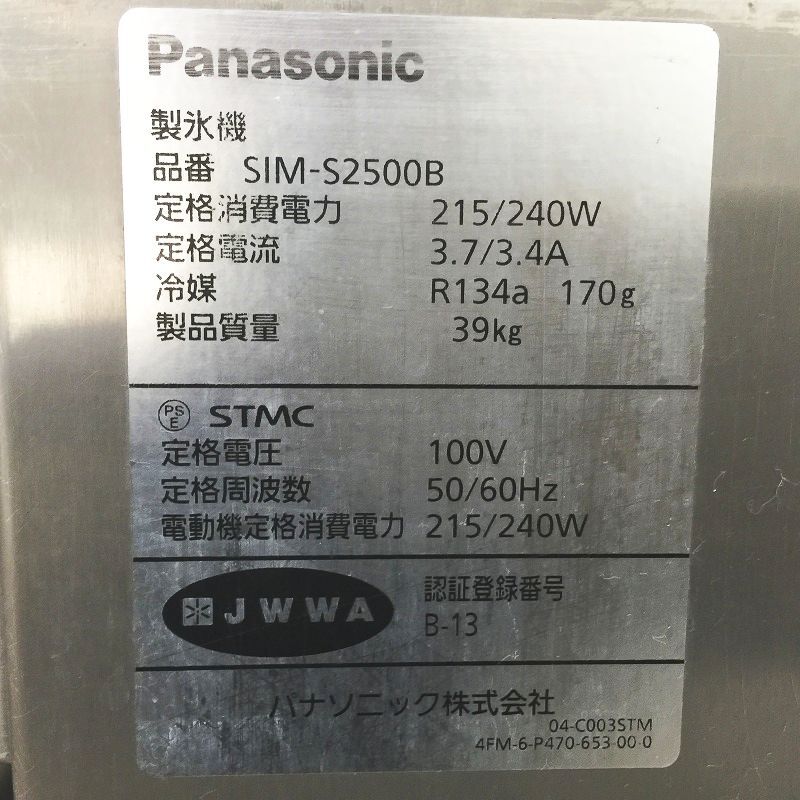 Panasonic
製氷機
品番 SIM-S2500B
定格消費電力 215/240W
定格電流 3.7/3.4A
冷媒 R134a 170g
製品質量 39kg
PSE STMC
定格電圧 100V
定格周波数 50/60Hz
電動機定格消費電力 215/240W
JWWA 認証登録番号
B-13
パナソニック株式会社
04-C003STM
4FM-6-P470-653-00-0